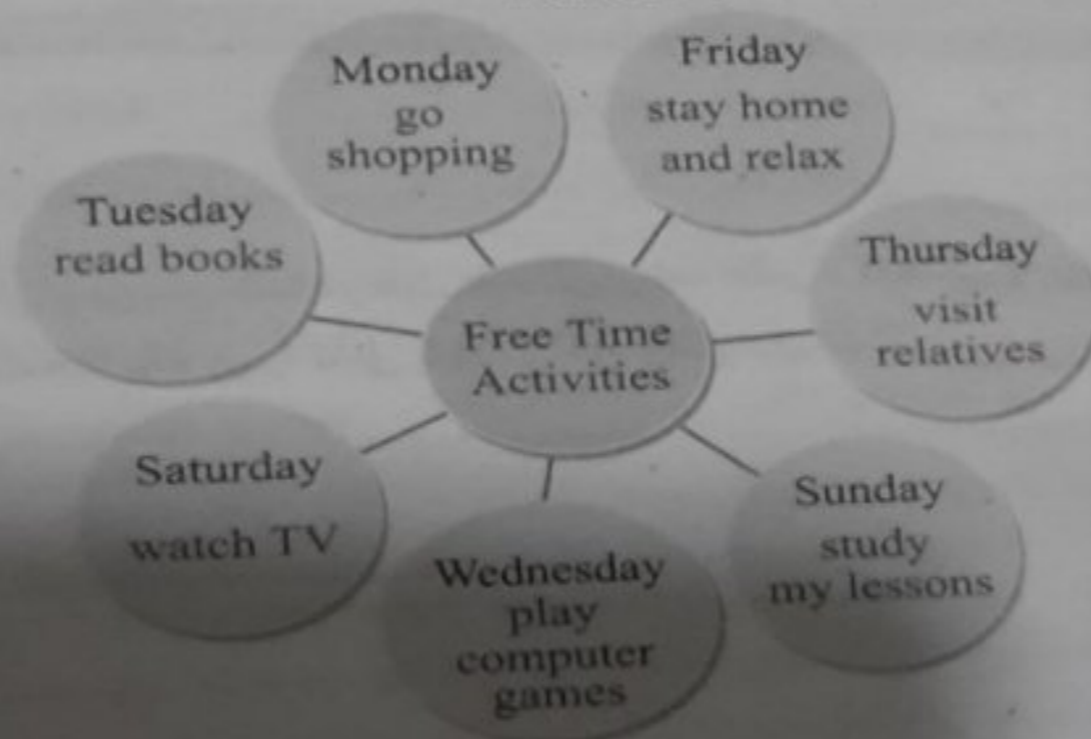 Monday
go
shopping
Friday
stay home
and relax
Tuesday
read books
Thursday
visit
relatives
Free Time
Activities
Saturday
watch TV
Sunday
study
my lessons
Wednesday
play
computer
games